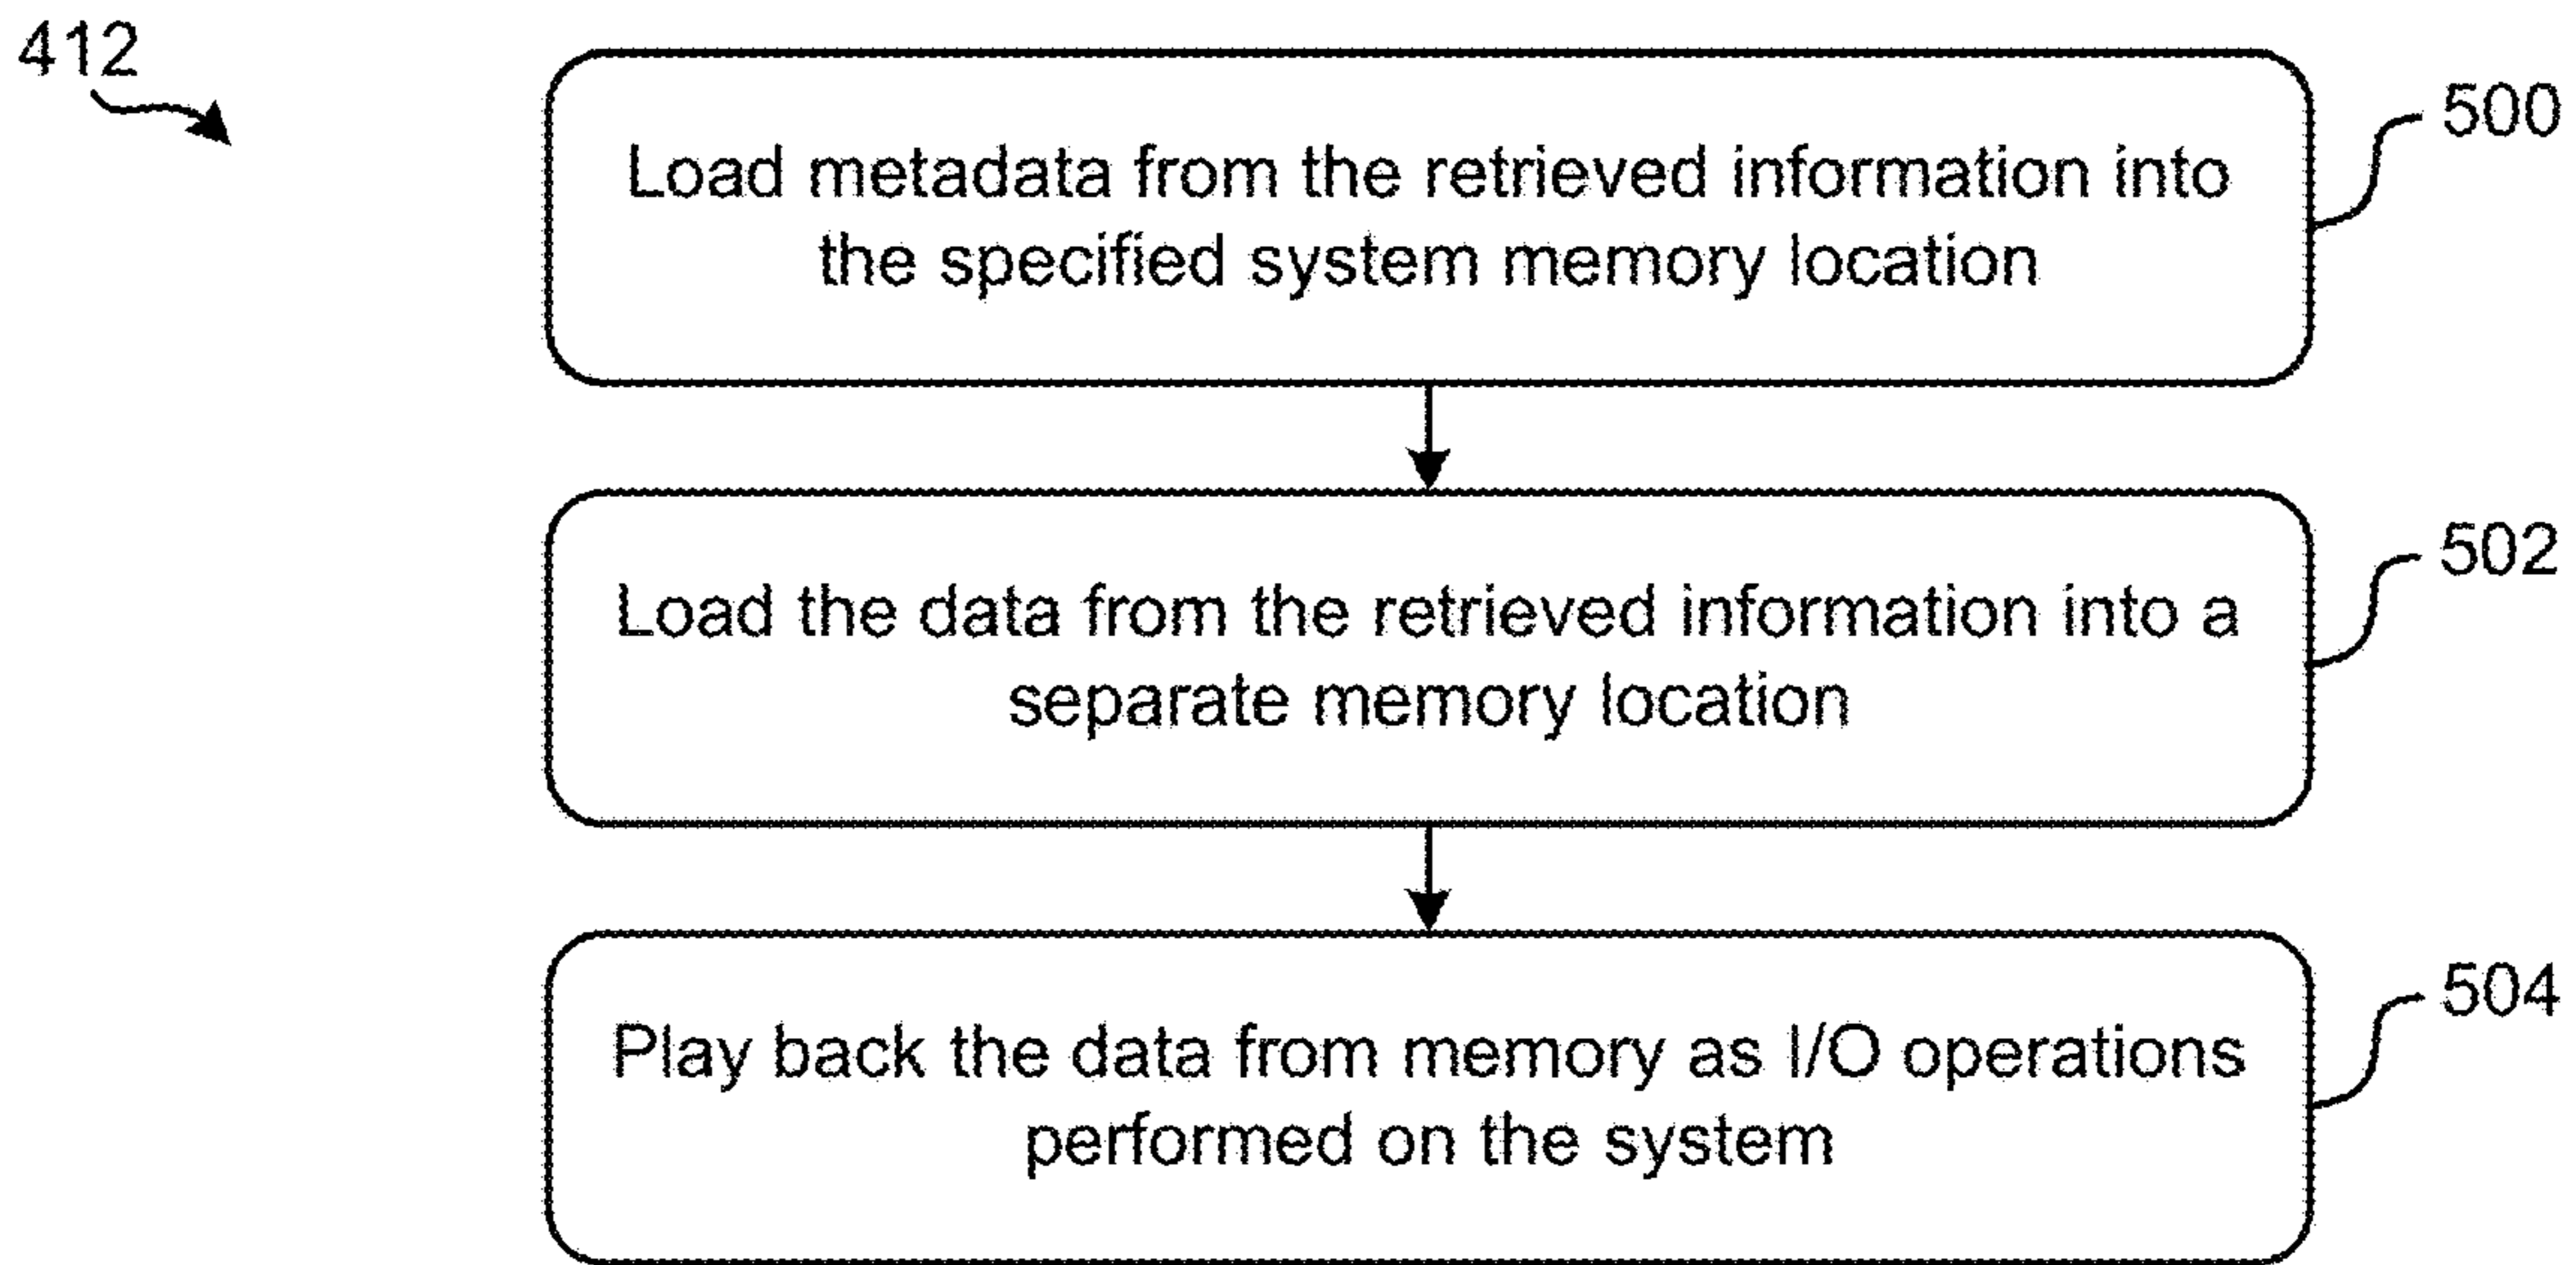 412
Load metadata from the retrieved information into
the specified system memory location
500
Load the data from the retrieved information into a
separate memory location
502
Play back the data from memory as I/O operations
performed on the system
504